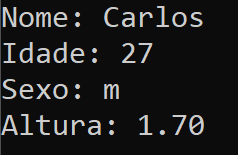 Nome: Carlos
Idade: 27
Sexo: m
Altura: 1.70